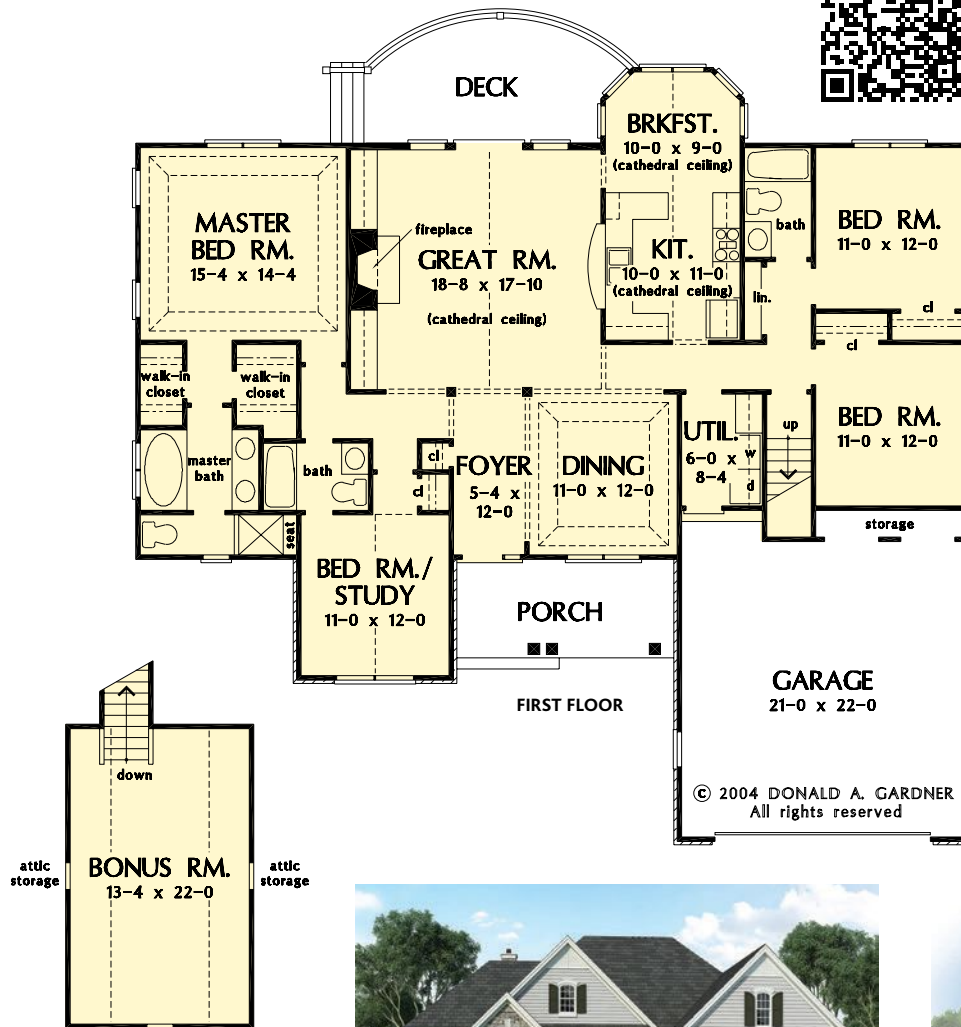 DECK
BRKFST.
10-0 x 9-0
(cathedral ceiling)
MASTER
BED RM.
15-4 x 14-4
fireplace
GREAT RM.
18-8 x 17-10
(cathedral ceiling)
KIT.
10-0 x 11-0
(cathedral ceiling)
bath
lin.
BED RM.
11-0 x 12-0
cl
cl
walk-in
closet
walk-in
closet
master
bath
bath
seat
cl
cl
FOYER
5-4 x
12-0
DINING
11-0 x 12-0
UTIL.
6-0 x
8-4
w
d
up
BED RM.
11-0 x 12-0
storage
BED RM./
STUDY
11-0 x 12-0
PORCH
FIRST FLOOR
GARAGE
21-0 x 22-0
© 2004 DONALD A. GARDNER
All rights reserved
down
attic
storage
BONUS RM.
13-4 x 22-0
attic
storage